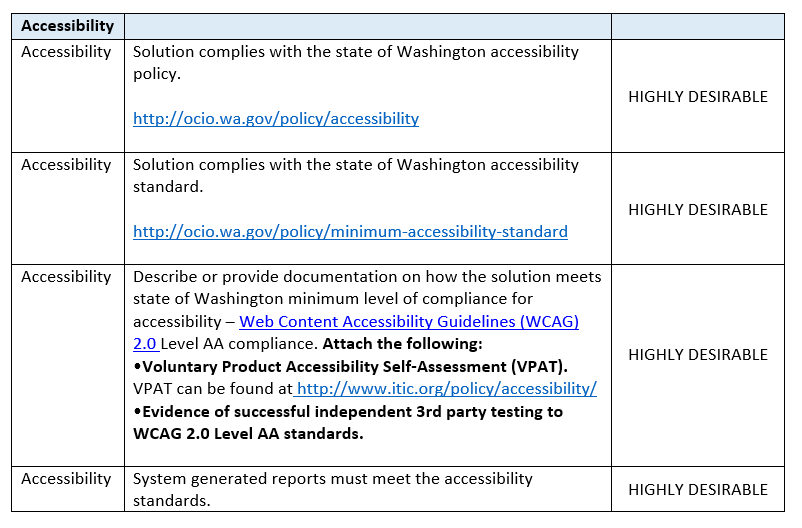 Accessibility
Accessibility
Solution complies with the state of Washington accessibility
policy.
http://ocio.wa.gov/policy/accessibility
HIGHLY DESIRABLE
Accessibility
Solution complies with the state of Washington accessibility
standard.
http://ocio.wa.gov/policy/minimum-accessibility-standard
HIGHLY DESIRABLE
Accessibility
Describe or provide documentation on how the solution meets
state of Washington minimum level of compliance for
accessibility – Web Content Accessibility Guidelines (WCAG)
2.0 Level AA compliance. Attach the following:
•Voluntary Product Accessibility Self-Assessment (VPAT).
VPAT can be found at http://www.itic.org/policy/accessibility/
•Evidence of successful independent 3rd party testing to
WCAG 2.0 Level AA standards.
HIGHLY DESIRABLE
Accessibility
System generated reports must meet the accessibility
standards.
HIGHLY DESIRABLE